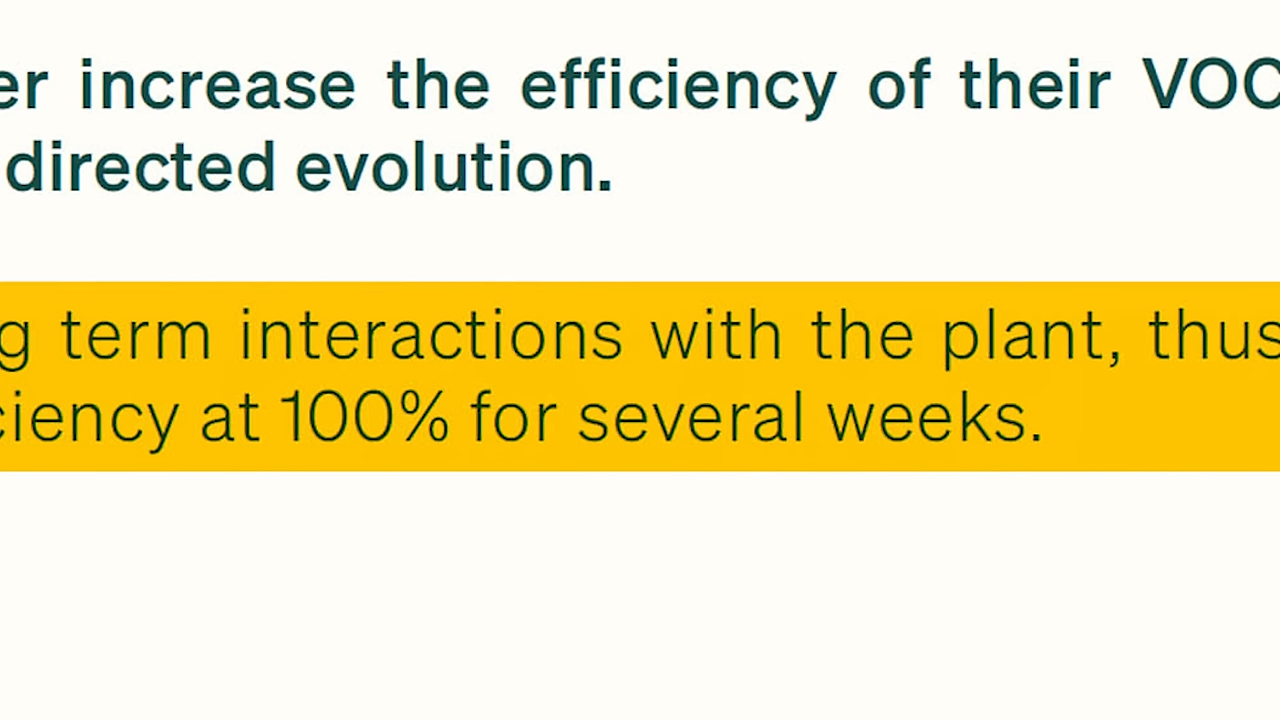 er increase the efficiency of their VOC
directed evolution.
g term interactions with the plant, thus
ciency at 100% for several weeks.